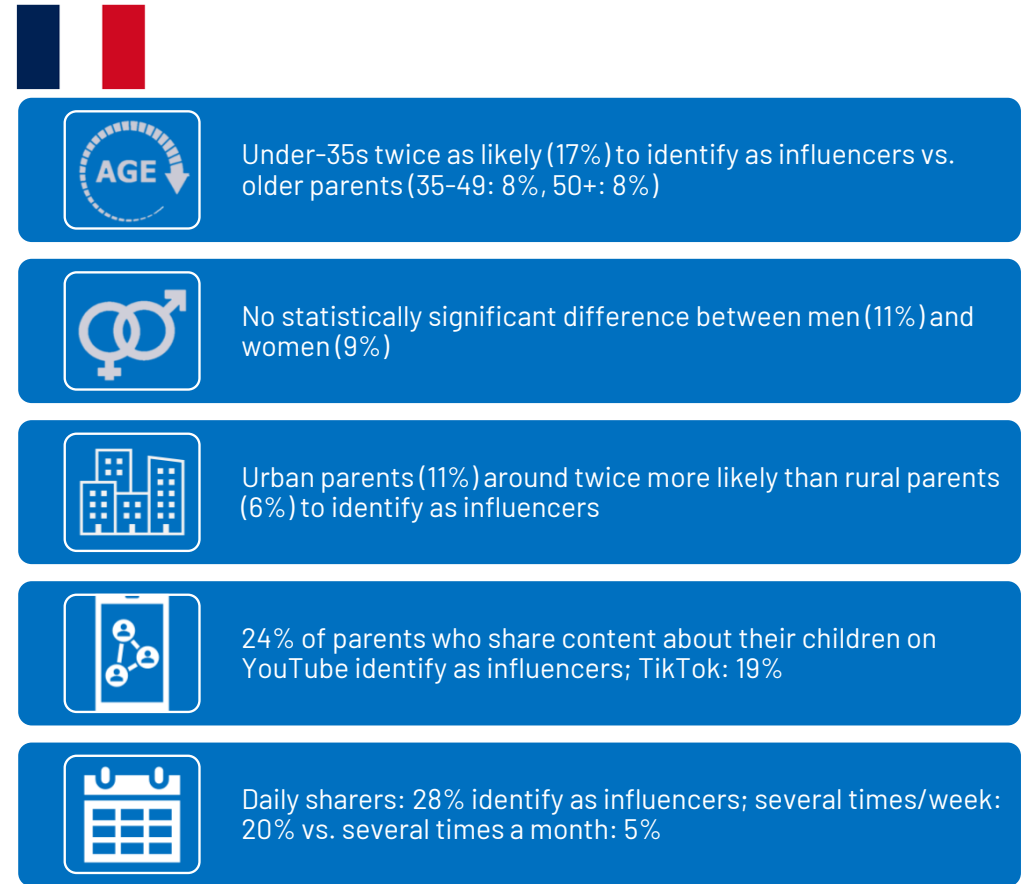 AGE
Under-35s twice as likely (17%) to identify as influencers vs.
older parents (35-49: 8%, 50+: 8%)
No statistically significant difference between men (11%) and
women (9%)
Urban parents (11%) around twice more likely than rural parents
(6%) to identify as influencers
24% of parents who share content about their children on
YouTube identify as influencers; TikTok: 19%
Daily sharers: 28% identify as influencers; several times/week:
20% vs. several times a month: 5%